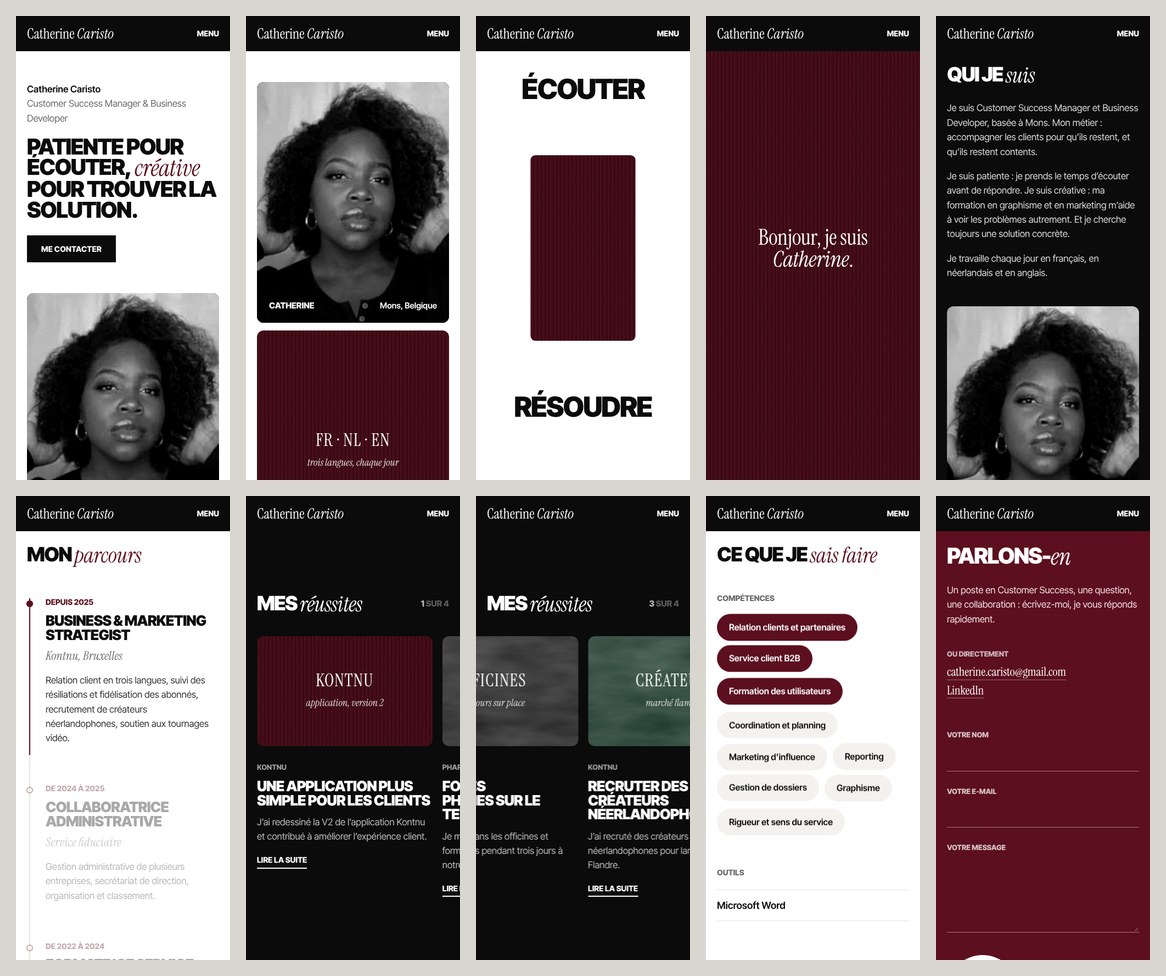 Catherine Caristo
MENU
Catherine Caristo
Customer Success Manager & Business
Developer
PATIENTE POUR
ÉCOUTER, créative
POUR TROUVER LA
SOLUTION.
ME CONTACTER
Catherine Caristo
MENU
CATHERINE
Mons, Belgique
FR · NL · EN
trois langues, chaque jour
Catherine Caristo
MENU
ÉCOUTER
RÉSOUDRE
Catherine Caristo
MENU
Bonjour, je suis
Catherine.
Catherine Caristo
MENU
QUI JE suis
Je suis Customer Success Manager et Business
Developer, basée à Mons. Mon métier :
accompagner les clients pour qu'ils restent, et
qu'ils restent contents.
Je suis patiente : je prends le temps d'écouter
avant de répondre. Je suis créative : ma
formation en graphisme et en marketing m'aide
à voir les problèmes autrement. Et je cherche
toujours une solution concrète.
Je travaille chaque jour en français, en
néerlandais et en anglais.
Catherine Caristo
MENU
MON parcours
DEPUIS 2025
BUSINESS & MARKETING
STRATEGIST
Kontnu, Bruxelles
Relation client en trois langues, suivi des
résiliations et fidélisation des abonnés,
recrutement de créateurs
néerlandophones, soutien aux tournages
vidéo.
DE 2024 À 2025
COLLABORATRICE
ADMINISTRATIVE
Service fiduciaire
Gestion administrative de plusieurs
entreprises, secrétariat de direction,
organisation et classement.
DE 2022 À 2024
Catherine Caristo
MENU
MES réussites
1 SUR 4
KONTNU
application, version 2
KONTNU
UNE APPLICATION PLUS
SIMPLE POUR LES CLIENTS
J'ai redessiné la V2 de l'application Kontnu
et contribué à améliorer l'expérience client.
LIRE LA SUITE
Catherine Caristo
MENU
MES réussites
3 SUR 4
sur place
marché
KONTNU
RECRUTER DES
CRÉATEURS
J'ai recruté des créateurs
néerlandophones pour
Flandre.
LIRE LA SUITE
SUR LE
dans les officines et
pendant trois jours à
Catherine Caristo
MENU
CE QUE JE sais faire
COMPÉTENCES
Relation clients et partenaires
Service client B2B
Formation des utilisateurs
Coordination et planning
Marketing d'influence
Reporting
Gestion de dossiers
Graphisme
Rigueur et sens du service
OUTILS
Microsoft Word
Catherine Caristo
MENU
PARLONS-en
Un poste en Customer Success, une question,
une collaboration : écrivez-moi, je vous réponds
rapidement.
OU DIRECTEMENT
catherine.caristo@gmail.com
LinkedIn
VOTRE NOM
VOTRE E-MAIL
VOTRE MESSAGE